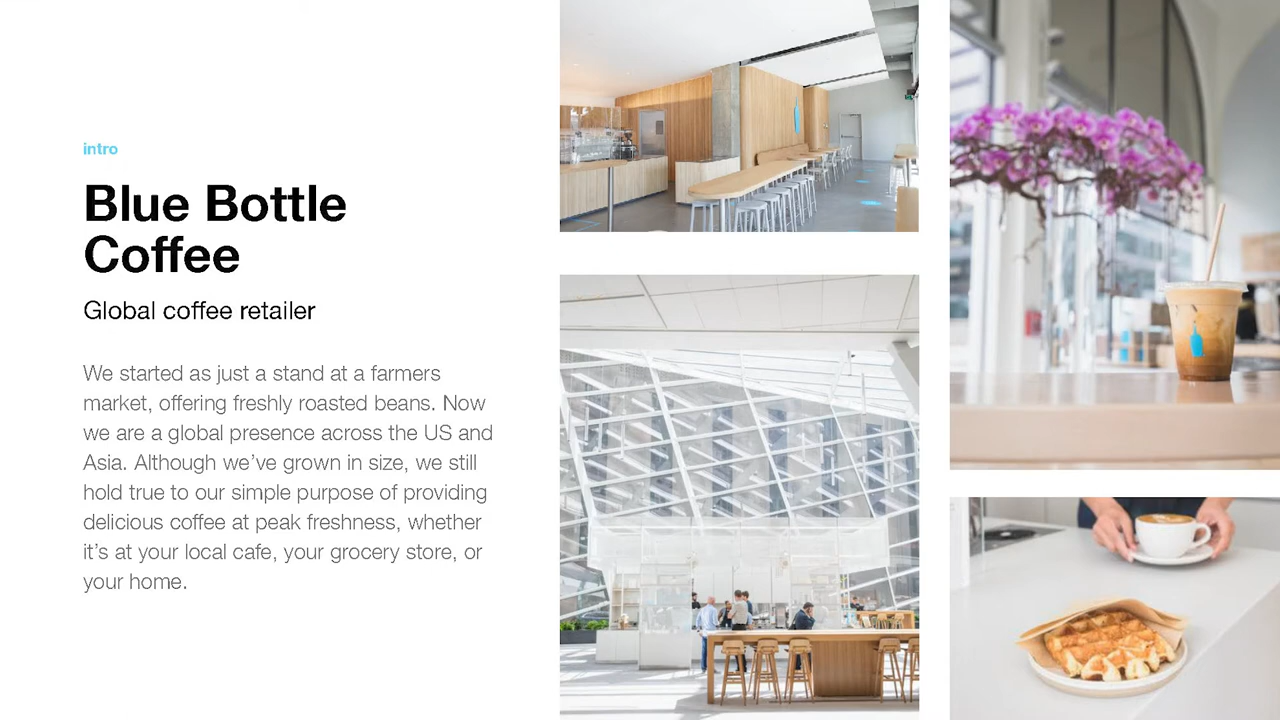 intro
Blue Bottle
Coffee
Global coffee retailer
We started as just a stand at a farmers
market, offering freshly roasted beans. Now
we are a global presence across the US and
Asia. Although we’ve grown in size, we still
hold true to our simple purpose of providing
delicious coffee at peak freshness, whether
it’s at your local cafe, your grocery store, or
your home.